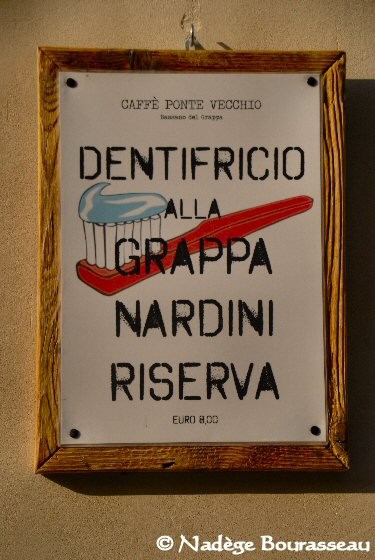 CAFFÈ PONTE VECCHIO
Bassano del Grappa
DENTIFRICIO
ALLA
GRAPPA
NARDINI
RISERVA
EURO 8,00
© Nadège Bourasseau